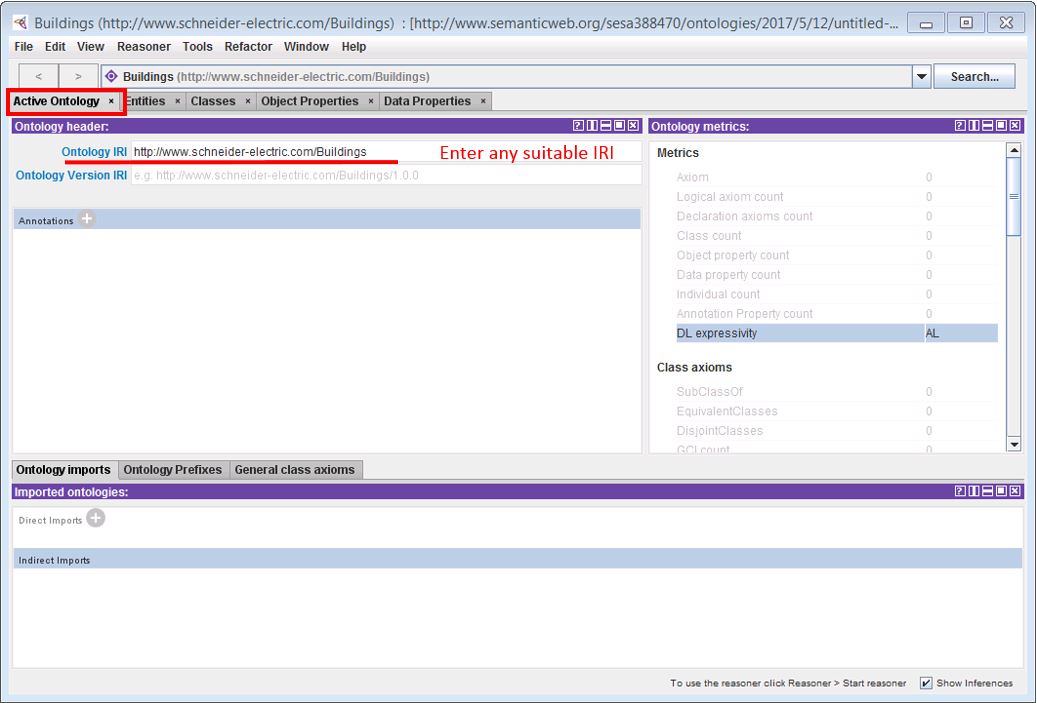 Buildings (http://www.schneider-electric.com/Buildings) : [http://www.semanticweb.org/sesa388470/ontologies/2017/5/12/untitled-...
File Edit View Reasoner Tools Refactor Window Help
< > Buildings (http://www.schneider-electric.com/Buildings) Search...
Active Ontology × Entities × Classes × Object Properties × Data Properties ×
Ontology header:
Ontology IRI http://www.schneider-electric.com/Buildings Enter any suitable IRI
Ontology Version IRI e.g. http://www.schneider-electric.com/Buildings/1.0.0
Annotations +
Ontology metrics:
Metrics
Axiom 0
Logical axiom count 0
Declaration axioms count 0
Class count 0
Object property count 0
Data property count 0
Individual count 0
Annotation Property count 0
DL expressivity AL
Class axioms
SubClassOf 0
EquivalentClasses 0
DisjointClasses 0
GCI count 0
Ontology imports Ontology Prefixes General class axioms
Imported ontologies:
Direct Imports +
Indirect Imports
To use the reasoner click Reasoner > Start reasoner Show Inferences